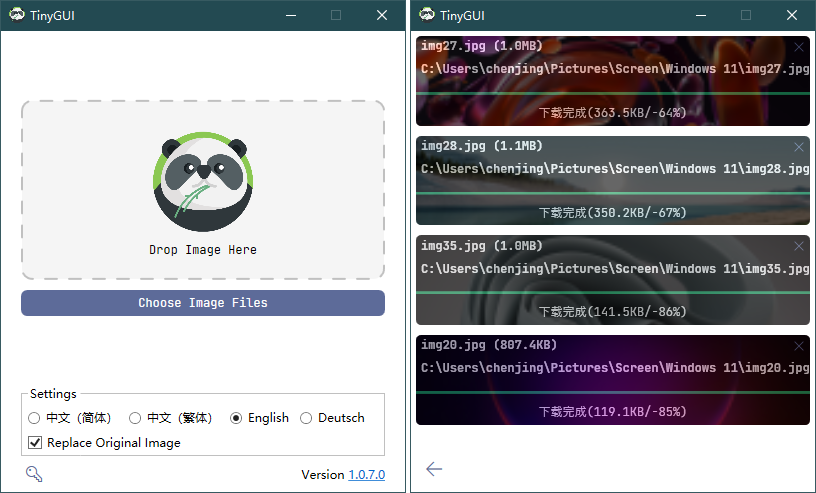 TinyGUI
Drop Image Here
Choose Image Files
Settings
中文（简体） 中文（繁体） English Deutsch
Replace Original Image
Version 1.0.7.0
TinyGUI
img27.jpg (1.0MB)
C:\Users\chenjing\Pictures\Screen\Windows 11\img27.jpg
下载完成(363.5KB/-64%)
img28.jpg (1.1MB)
C:\Users\chenjing\Pictures\Screen\Windows 11\img28.jpg
下载完成(350.2KB/-67%)
img35.jpg (1.0MB)
C:\Users\chenjing\Pictures\Screen\Windows 11\img35.jpg
下载完成(141.5KB/-86%)
img20.jpg (807.4KB)
C:\Users\chenjing\Pictures\Screen\Windows 11\img20.jpg
下载完成(119.1KB/-85%)